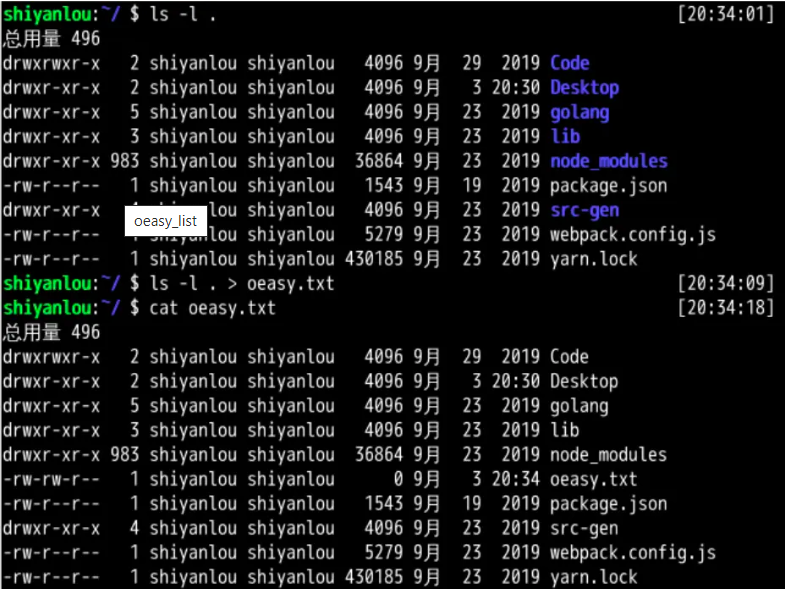 shiyanlou:~/ $ ls -l . [20:34:01]
总用量 496
drwxrwxr-x 2 shiyanlou shiyanlou 4096 9月 29 2019 Code
drwxr-xr-x 2 shiyanlou shiyanlou 4096 9月 3 20:30 Desktop
drwxr-xr-x 5 shiyanlou shiyanlou 4096 9月 23 2019 golang
drwxr-xr-x 3 shiyanlou shiyanlou 4096 9月 23 2019 lib
drwxr-xr-x 983 shiyanlou shiyanlou 36864 9月 23 2019 node_modules
-rw-r--r-- 1 shiyanlou shiyanlou 1543 9月 19 2019 package.json
drwxr-xr-x shiyanlou 4096 9月 23 2019 src-gen
oeasy_list
-rw-r--r-- 1 shiyanlou shiyanlou 5279 9月 23 2019 webpack.config.js
-rw-r--r-- 1 shiyanlou shiyanlou 430185 9月 23 2019 yarn.lock
shiyanlou:~/ $ ls -l . > oeasy.txt [20:34:09]
shiyanlou:~/ $ cat oeasy.txt [20:34:18]
总用量 496
drwxrwxr-x 2 shiyanlou shiyanlou 4096 9月 29 2019 Code
drwxr-xr-x 2 shiyanlou shiyanlou 4096 9月 3 20:30 Desktop
drwxr-xr-x 5 shiyanlou shiyanlou 4096 9月 23 2019 golang
drwxr-xr-x 3 shiyanlou shiyanlou 4096 9月 23 2019 lib
drwxr-xr-x 983 shiyanlou shiyanlou 36864 9月 23 2019 node_modules
-rw-rw-r-- 1 shiyanlou shiyanlou 0 9月 3 20:34 oeasy.txt
-rw-r--r-- 1 shiyanlou shiyanlou 1543 9月 19 2019 package.json
drwxr-xr-x 4 shiyanlou shiyanlou 4096 9月 23 2019 src-gen
-rw-r--r-- 1 shiyanlou shiyanlou 5279 9月 23 2019 webpack.config.js
-rw-r--r-- 1 shiyanlou shiyanlou 430185 9月 23 2019 yarn.lock